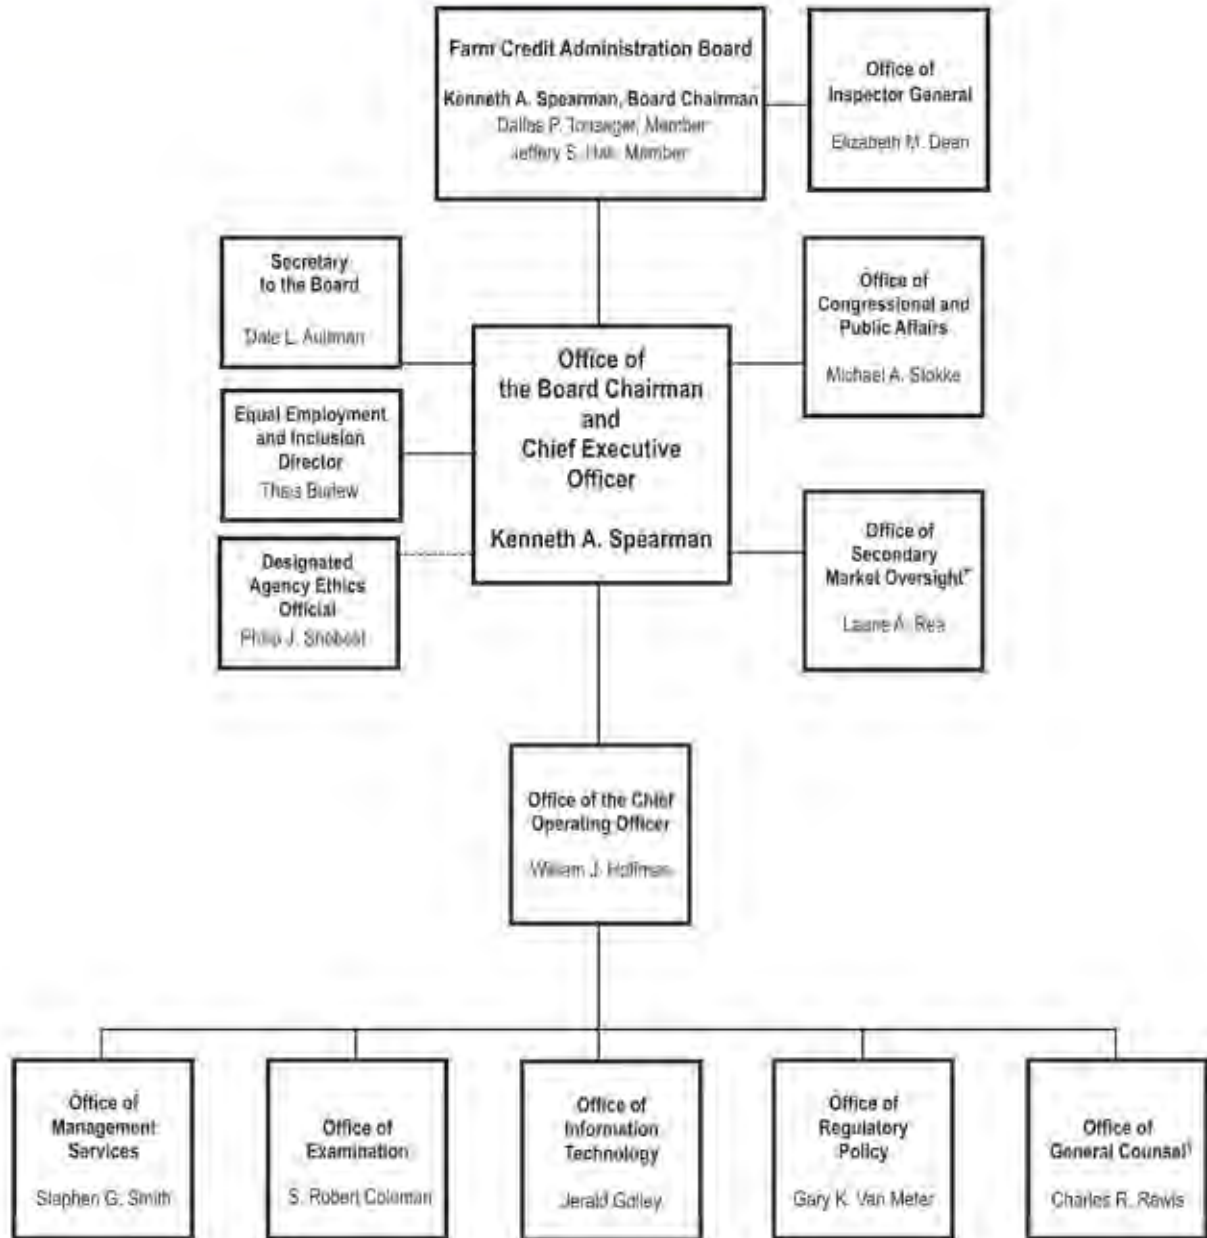 Farm Credit Administration Board
Kenneth A. Spearman, Board Chairman
Dallas P. Tonsager, Member
Jeffery S. Hall, Member
Office of
Inspector General
Elizabeth M. Dean
Secretary
to the Board
Dale L. Aultman
Office of
Congressional and
Public Affairs
Michael A. Stokke
Office of
the Board Chairman
and
Chief Executive
Officer
Kenneth A. Spearman
Equal Employment
and Inclusion
Director
Thais Burlew
Office of
Secondary
Market Oversight*
Laurie A. Rea
Designated
Agency Ethics
Official
Philip J. Shebest
Office of the Chief
Operating Officer
William J. Hoffman
Office of
Management
Services
Stephen G. Smith
Office of
Examination
S. Robert Coleman
Office of
Information
Technology
Jerald Golley
Office of
Regulatory
Policy
Gary K. Van Meter
Office of
General Counsel†
Charles R. Rawls